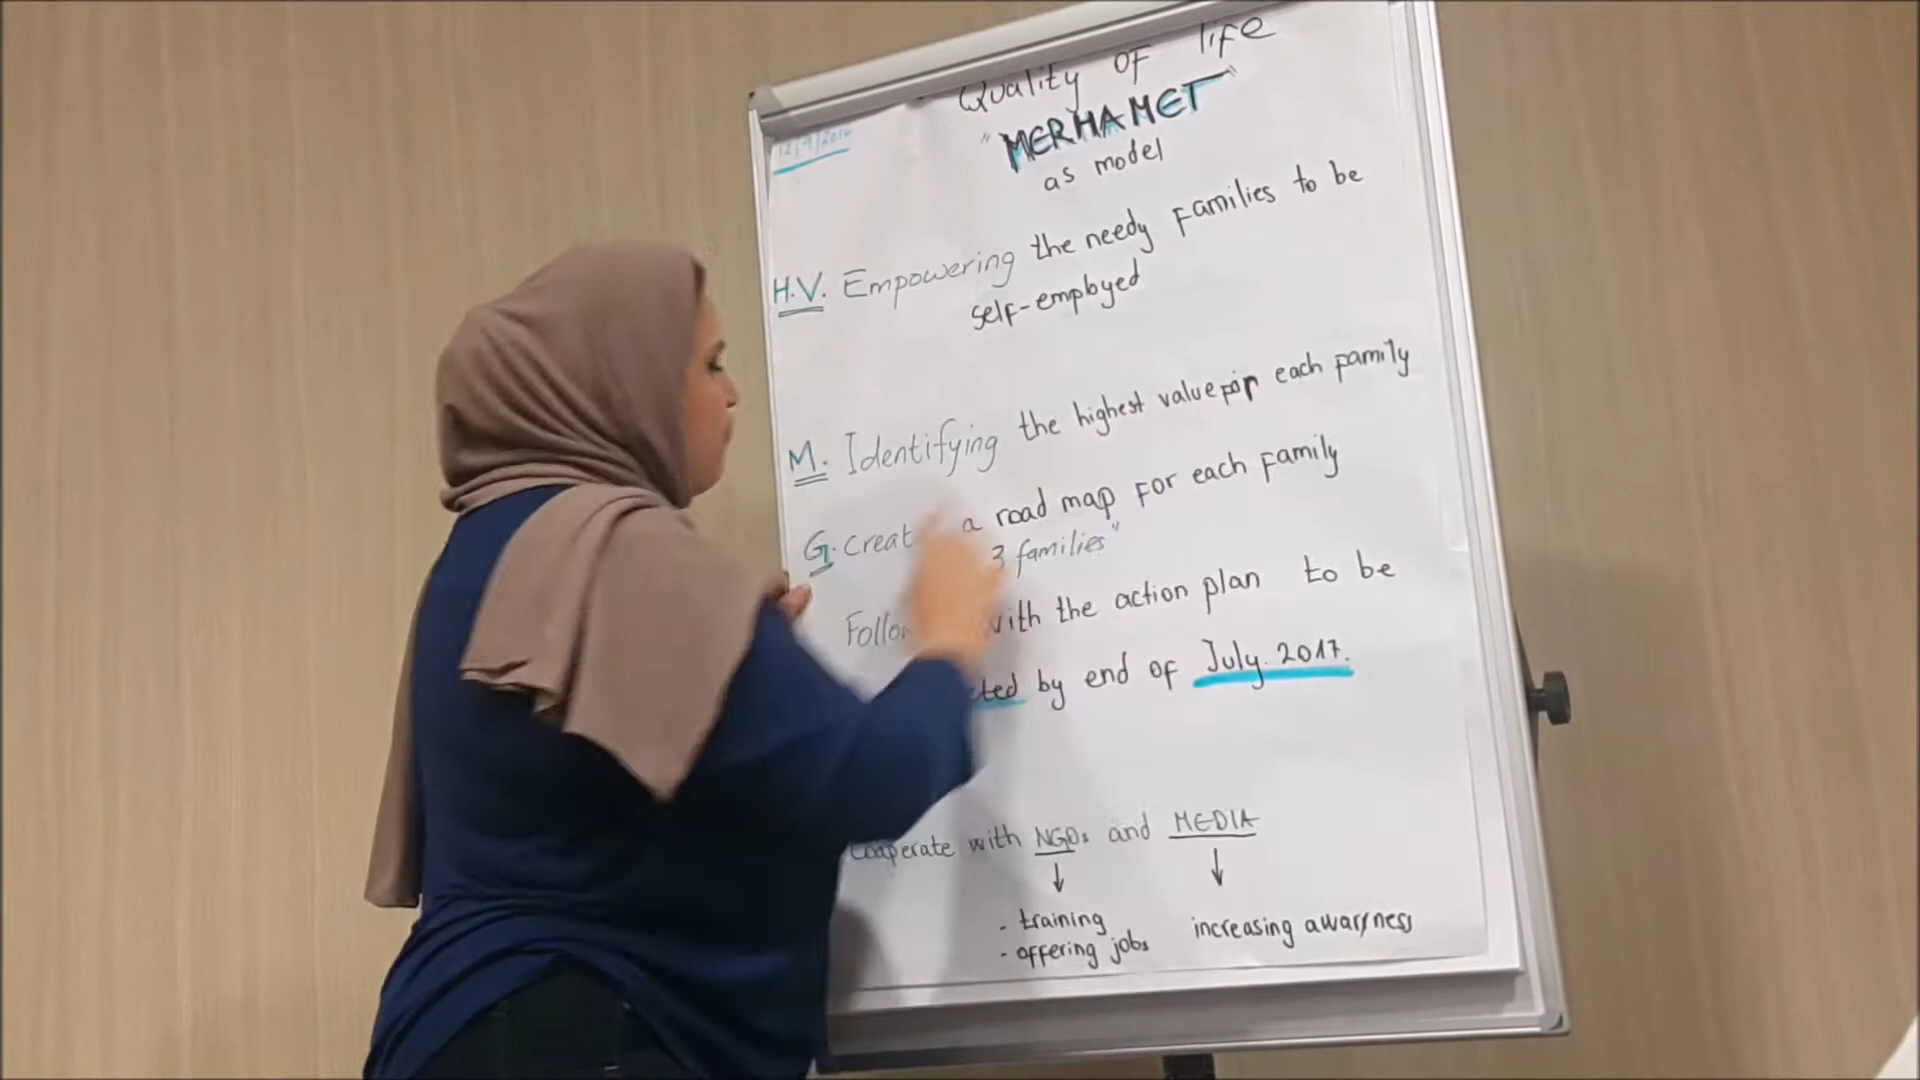 Quality of life
12/9/2016
"MERHAMET"
as model
H.V. Empowering the needy families to be
self-employed
M. Identifying the highest value for each family
G. creat a road map for each family
3 families"
Follow with the action plan to be
cted by end of July. 2017.
Cooperate with NGOs and MEDIA
- training
- offering jobs
increasing awarness